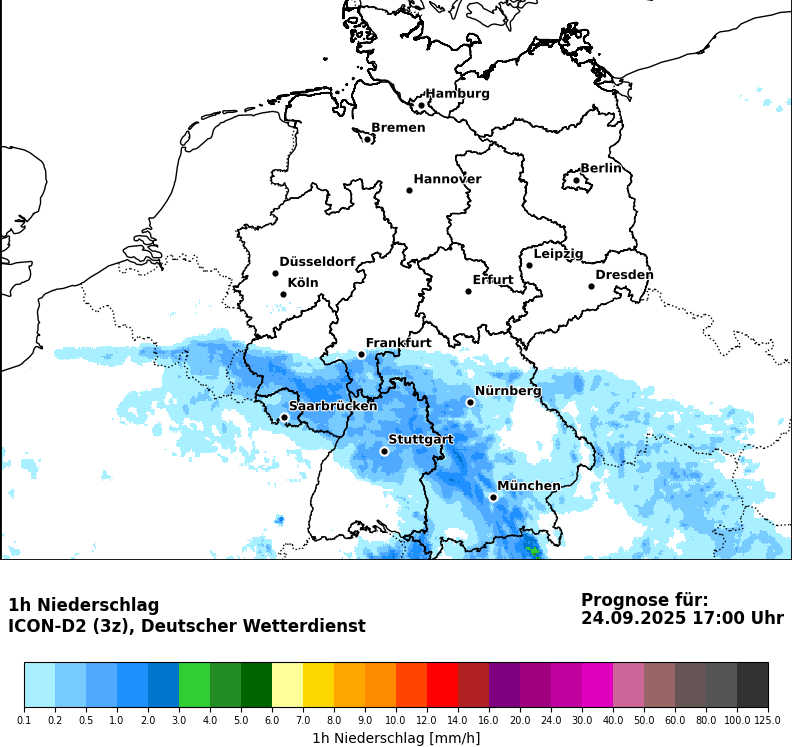 Hamburg
Bremen
Berlin
Hannover
Leipzig
Düsseldorf
Dresden
Köln
Erfurt
Frankfurt
Nürnberg
Saarbrücken
Stuttgart
München
1h Niederschlag
ICON-D2 (3z), Deutscher Wetterdienst
Prognose für:
24.09.2025 17:00 Uhr
0.1 0.2 0.5 1.0 2.0 3.0 4.0 5.0 6.0 7.0 8.0 9.0 10.0 12.0 14.0 16.0 20.0 24.0 30.0 40.0 50.0 60.0 80.0 100.0 125.0
1h Niederschlag [mm/h]